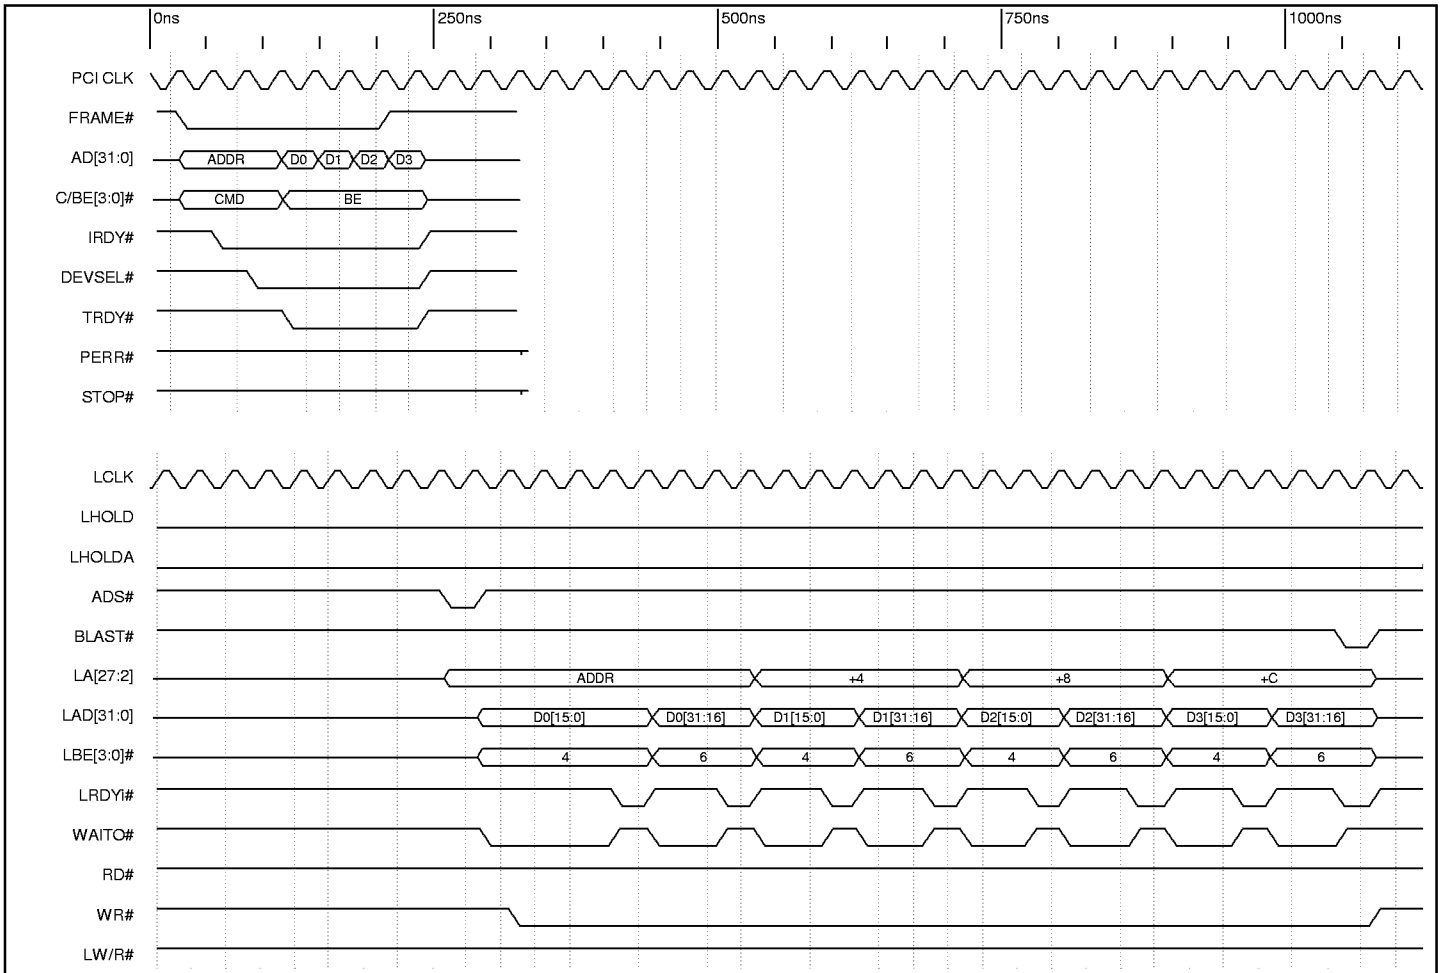 0ns 250ns 500ns 750ns 1000ns
PCI CLK
FRAME#
AD[31:0] ADDR D0 D1 D2 D3
C/BE[3:0]# CMD BE
IRDY#
DEVSEL#
TRDY#
PERR#
STOP#
LCLK
LHOLD
LHOLDA
ADS#
BLAST#
LA[27:2] ADDR +4 +8 +C
LAD[31:0] D0[15:0] D0[31:16] D1[15:0] D1[31:16] D2[15:0] D2[31:16] D3[15:0] D3[31:16]
LBE[3:0]# 4 6 4 6 4 6 4 6
LRDYi#
WAITO#
RD#
WR#
LW/R#